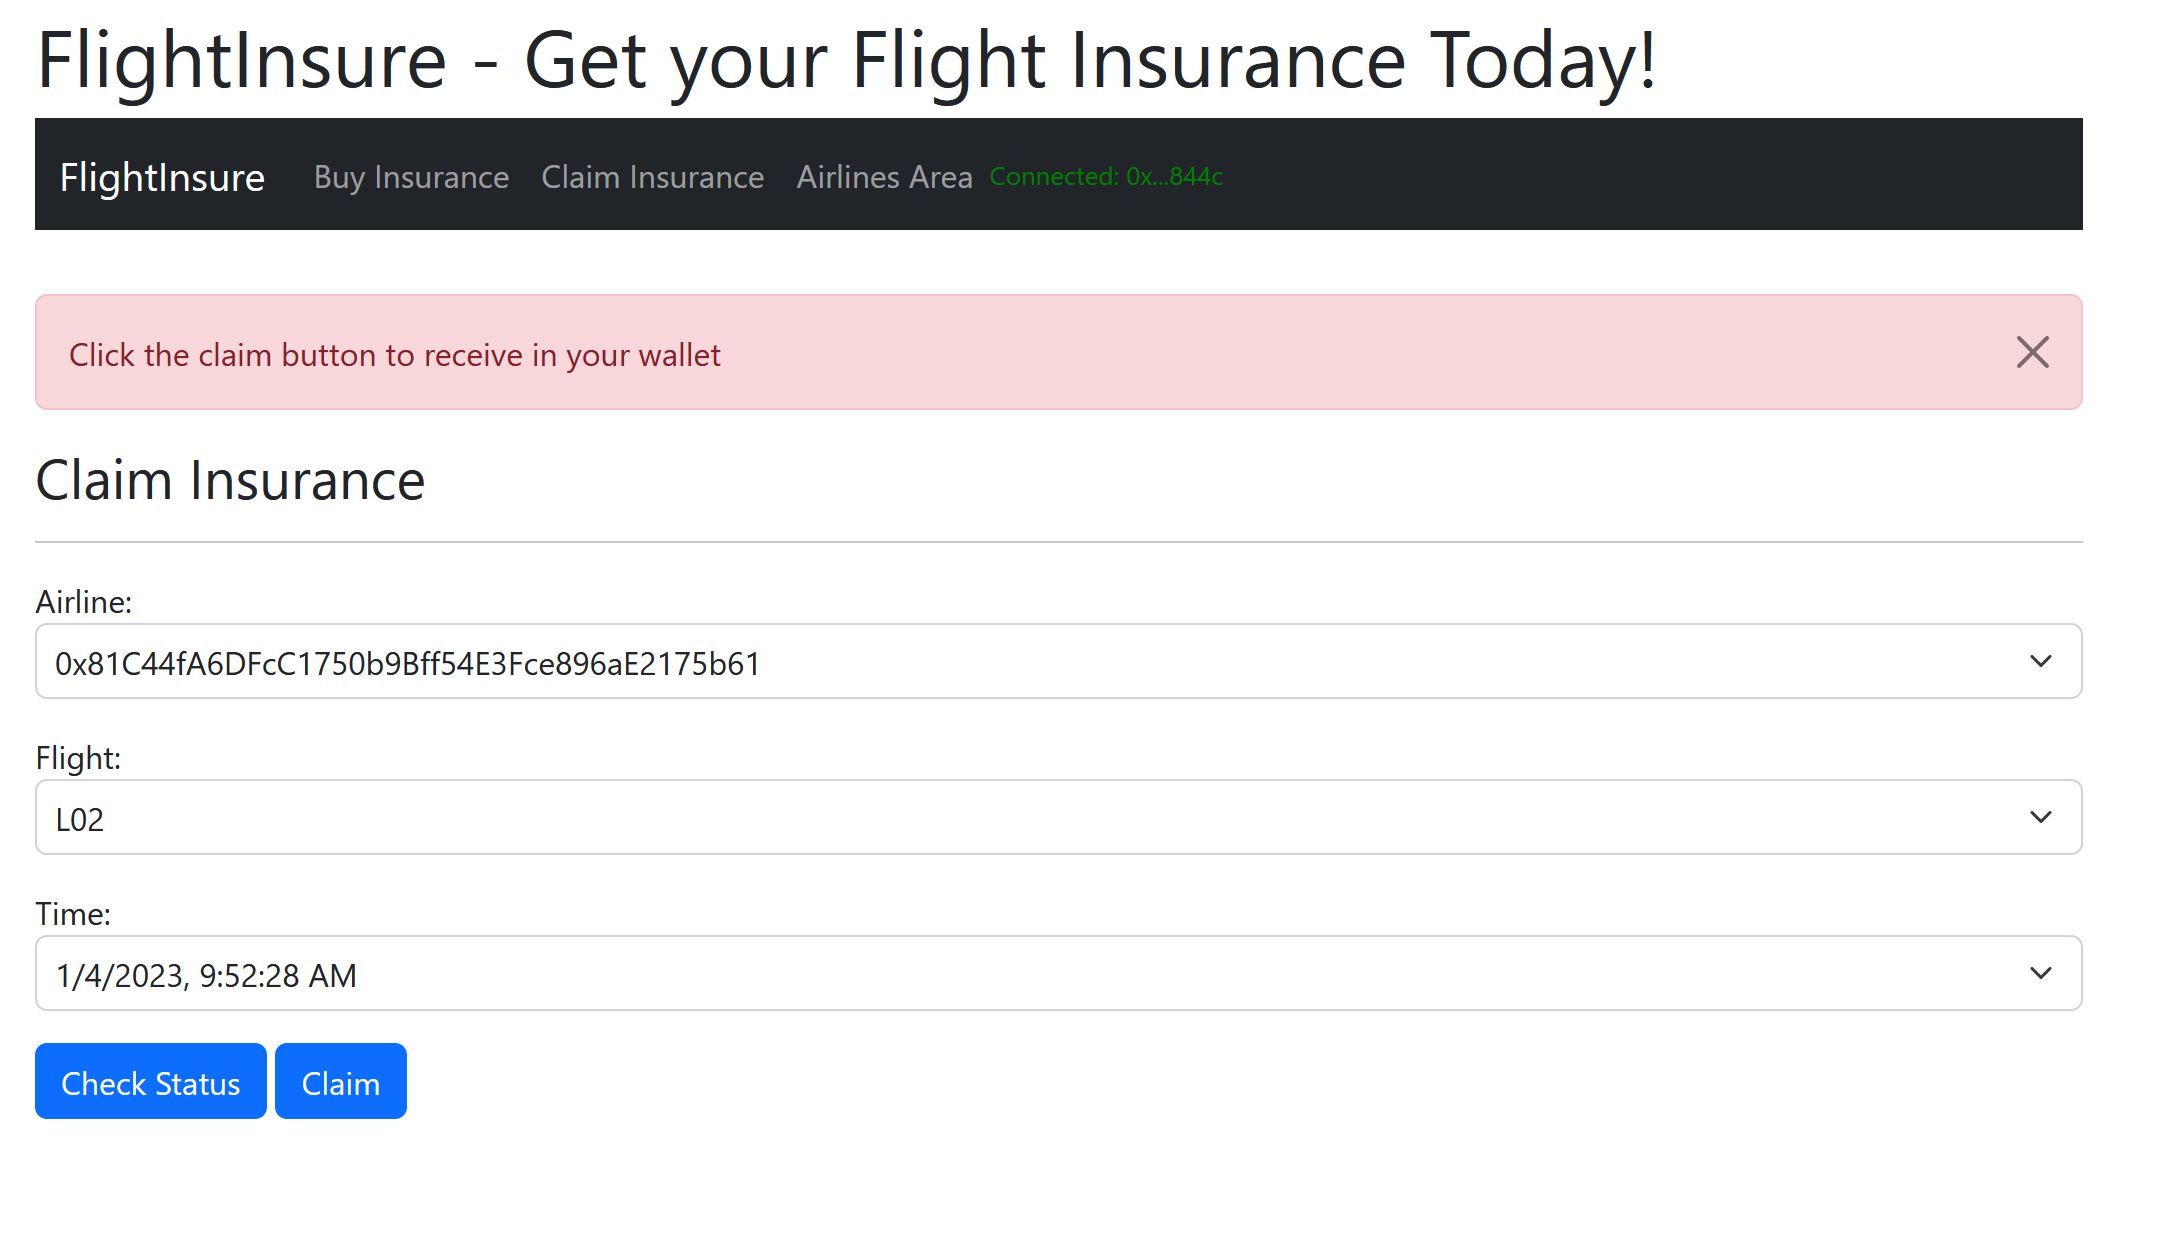 FlightInsure - Get your Flight Insurance Today!
FlightInsure Buy Insurance Claim Insurance Airlines Area Connected: 0x...844c
Click the claim button to receive in your wallet
Claim Insurance
Airline:
0x81C44fA6DFcC1750b9Bff54E3Fce896aE2175b61
Flight:
L02
Time:
1/4/2023, 9:52:28 AM
Check Status Claim